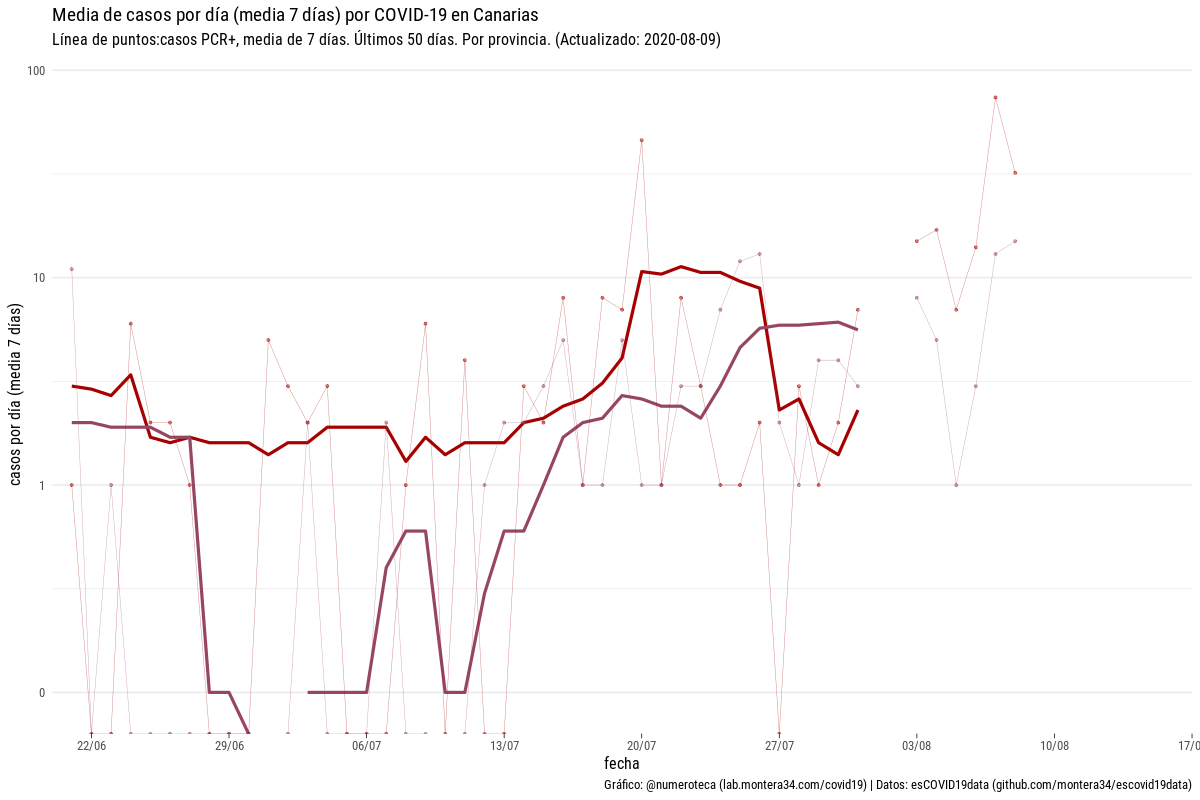 Media de casos por día (media 7 días) por COVID-19 en Canarias
Línea de puntos:casos PCR+, media de 7 días. Últimos 50 días. Por provincia. (Actualizado: 2020-08-09)
casos por día (media 7 días)
100
10
1
0
22/06 29/06 06/07 13/07 20/07 27/07 03/08 10/08 17/0
fecha
Gráfico: @numeroteca (lab.montera34.com/covid19) | Datos: esCOVID19data (github.com/montera34/escovid19data)